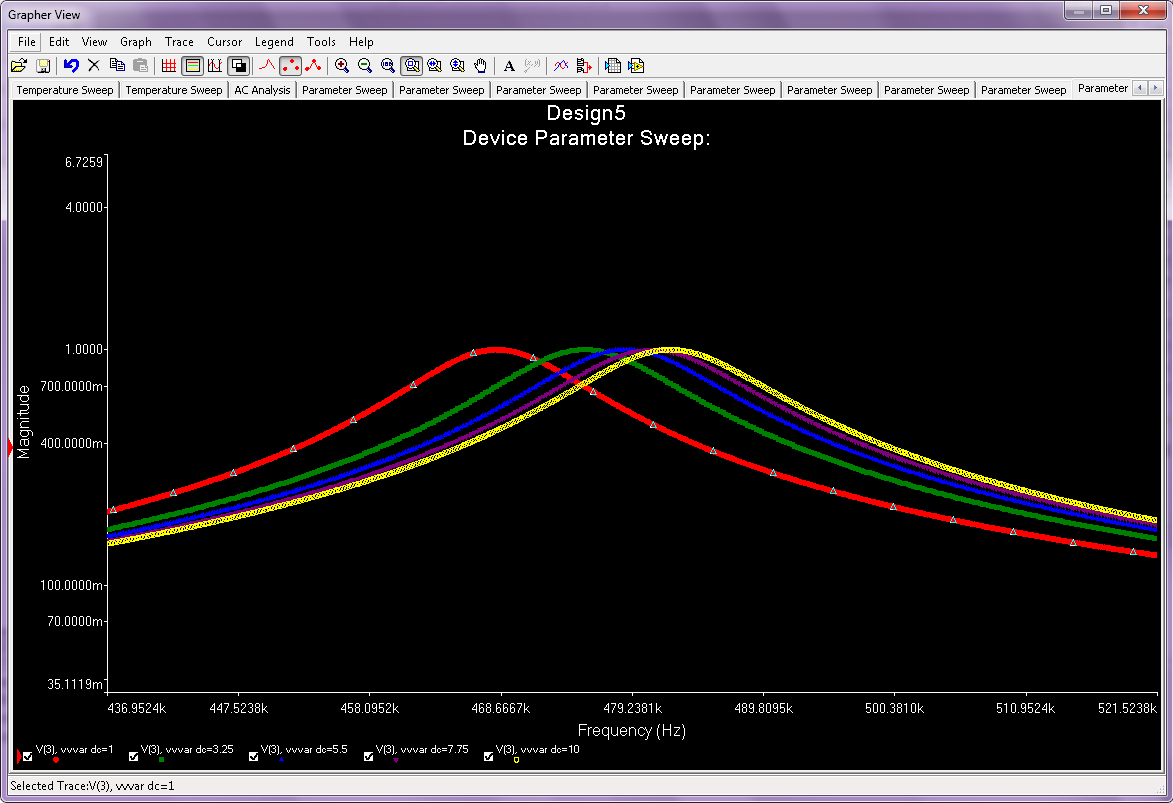 Grapher View
File Edit View Graph Trace Cursor Legend Tools Help
A
Temperature Sweep Temperature Sweep AC Analysis Parameter Sweep Parameter Sweep Parameter Sweep Parameter Sweep Parameter Sweep Parameter Sweep Parameter Sweep Parameter Sweep Parameter
Design5
Device Parameter Sweep:
6.7259
4.0000
1.0000
700.0000m
400.0000m
100.0000m
70.0000m
35.1119m
Magnitude
436.9524k 447.5238k 458.0952k 468.6667k 479.2381k 489.8095k 500.3810k 510.9524k 521.5238k
Frequency (Hz)
V(3), vvvar dc=1 V(3), vvvar dc=3.25 V(3), vvvar dc=5.5 V(3), vvvar dc=7.75 V(3), vvvar dc=10
Selected Trace:V(3), vvvar dc=1